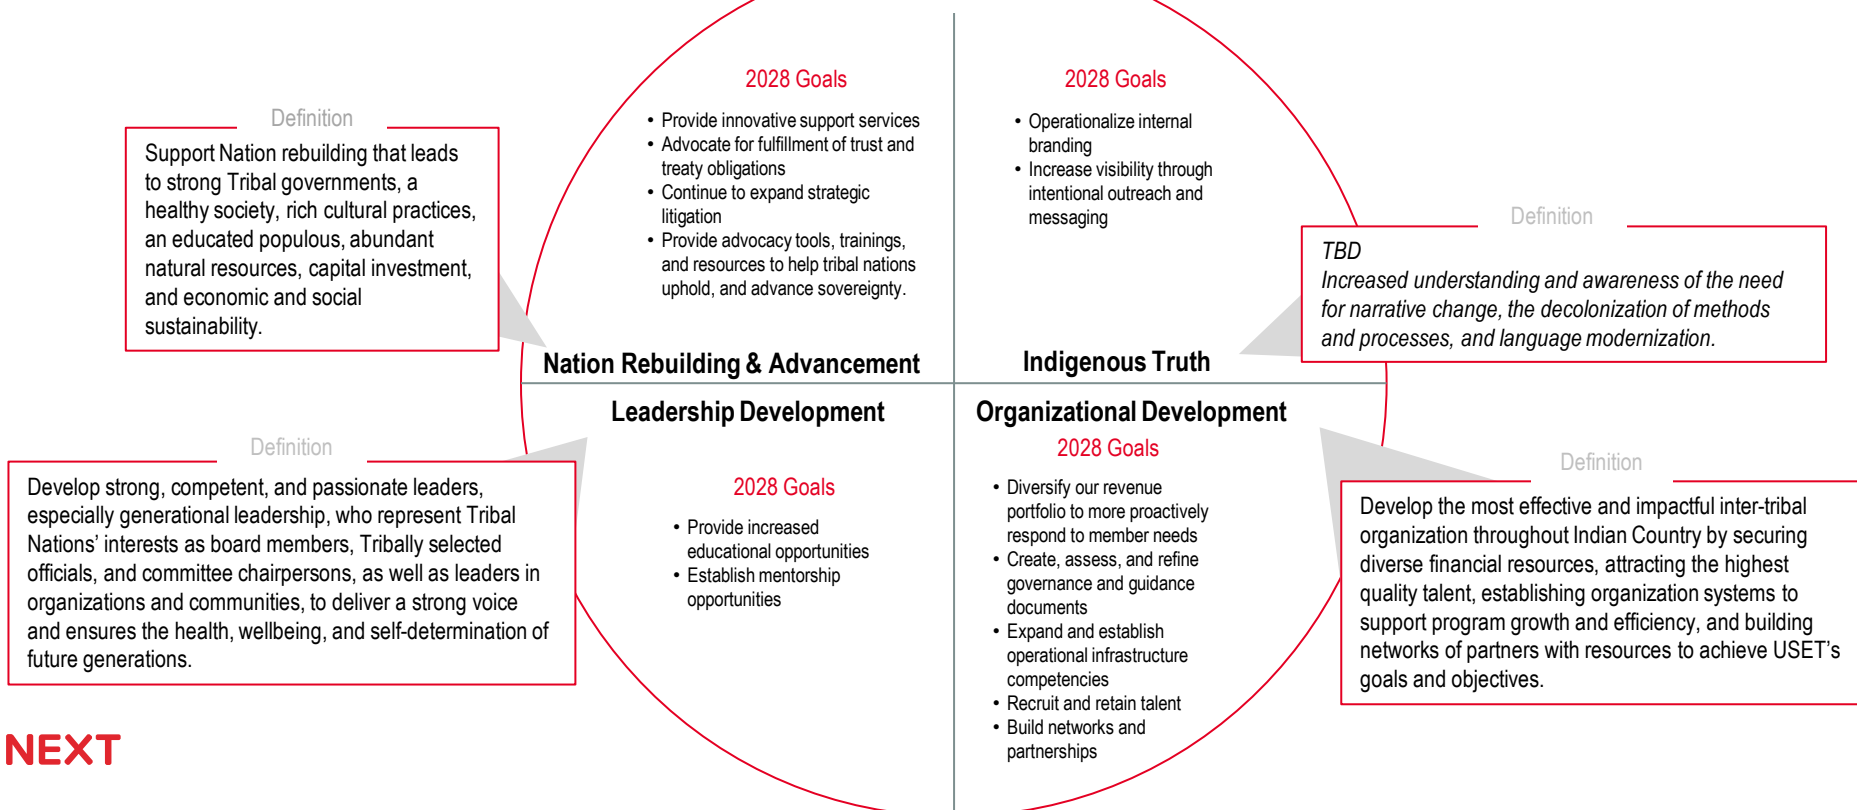 Definition
Support Nation rebuilding that leads
to strong Tribal governments, a
healthy society, rich cultural practices,
an educated populous, abundant
natural resources, capital investment,
and economic and social
sustainability.
2028 Goals
• Provide innovative support services
• Advocate for fulfillment of trust and
treaty obligations
• Continue to expand strategic
litigation
• Provide advocacy tools, trainings,
and resources to help tribal nations
uphold, and advance sovereignty.
Nation Rebuilding & Advancement
2028 Goals
• Operationalize internal
branding
• Increase visibility through
intentional outreach and
messaging
Indigenous Truth
Definition
TBD
Increased understanding and awareness of the need
for narrative change, the decolonization of methods
and processes, and language modernization.
Definition
Develop strong, competent, and passionate leaders,
especially generational leadership, who represent Tribal
Nations’ interests as board members, Tribally selected
officials, and committee chairpersons, as well as leaders in
organizations and communities, to deliver a strong voice
and ensures the health, wellbeing, and self-determination of
future generations.
Leadership Development
2028 Goals
• Provide increased
educational opportunities
• Establish mentorship
opportunities
Organizational Development
2028 Goals
• Diversify our revenue
portfolio to more proactively
respond to member needs
• Create, assess, and refine
governance and guidance
documents
• Expand and establish
operational infrastructure
competencies
• Recruit and retain talent
• Build networks and
partnerships
Definition
Develop the most effective and impactful inter-tribal
organization throughout Indian Country by securing
diverse financial resources, attracting the highest
quality talent, establishing organization systems to
support program growth and efficiency, and building
networks of partners with resources to achieve USET’s
goals and objectives.
NEXT